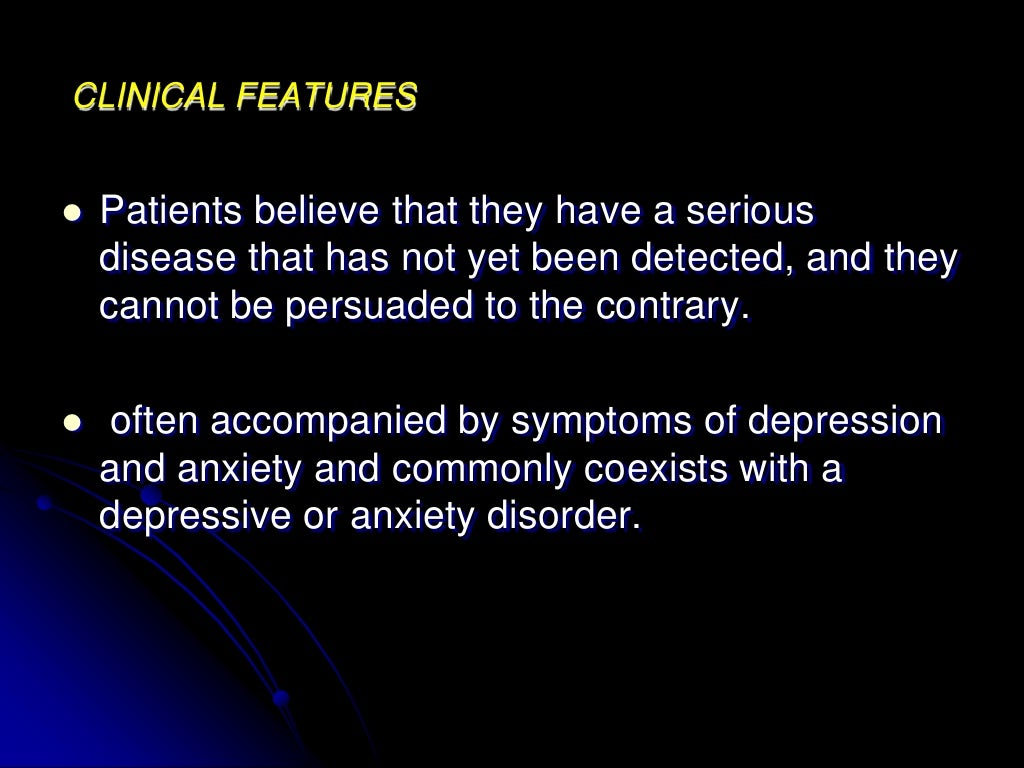 CLINICAL FEATURES
Patients believe that they have a serious
disease that has not yet been detected, and they
cannot be persuaded to the contrary.
often accompanied by symptoms of depression
and anxiety and commonly coexists with a
depressive or anxiety disorder.